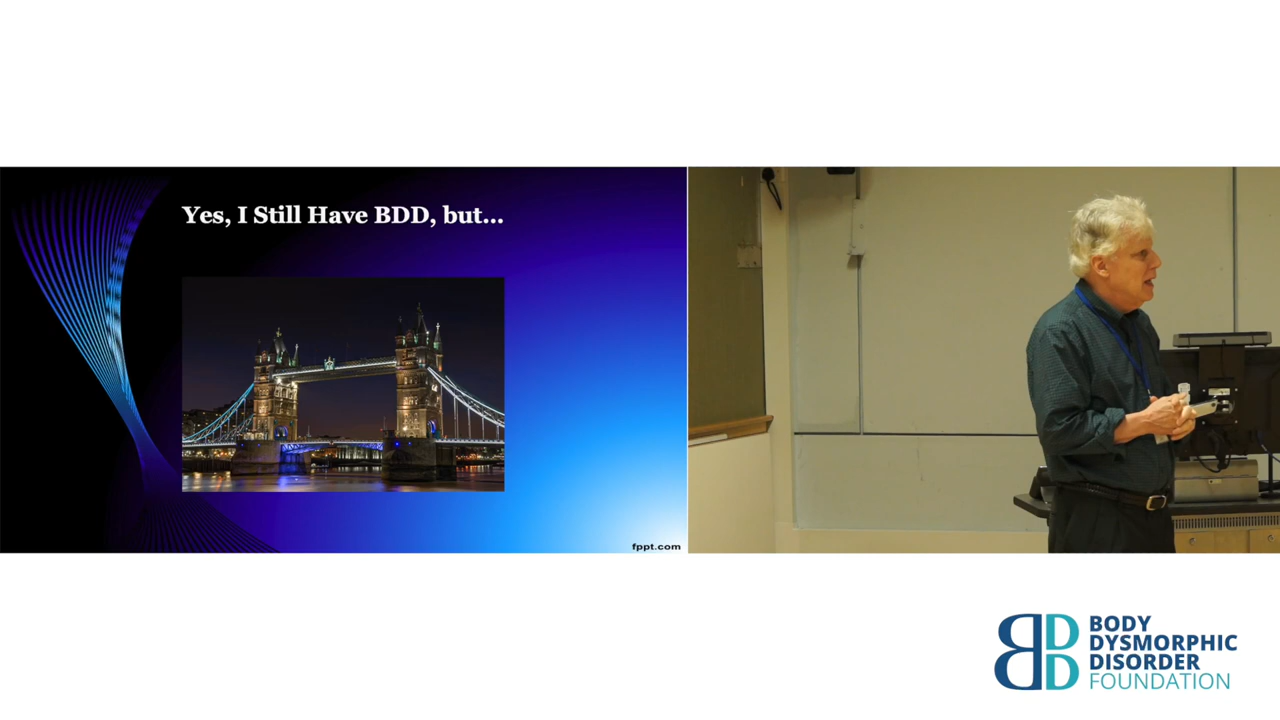 Yes, I Still Have BDD, but...
fppt.com
BODY
DYSMORPHIC
DISORDER
FOUNDATION